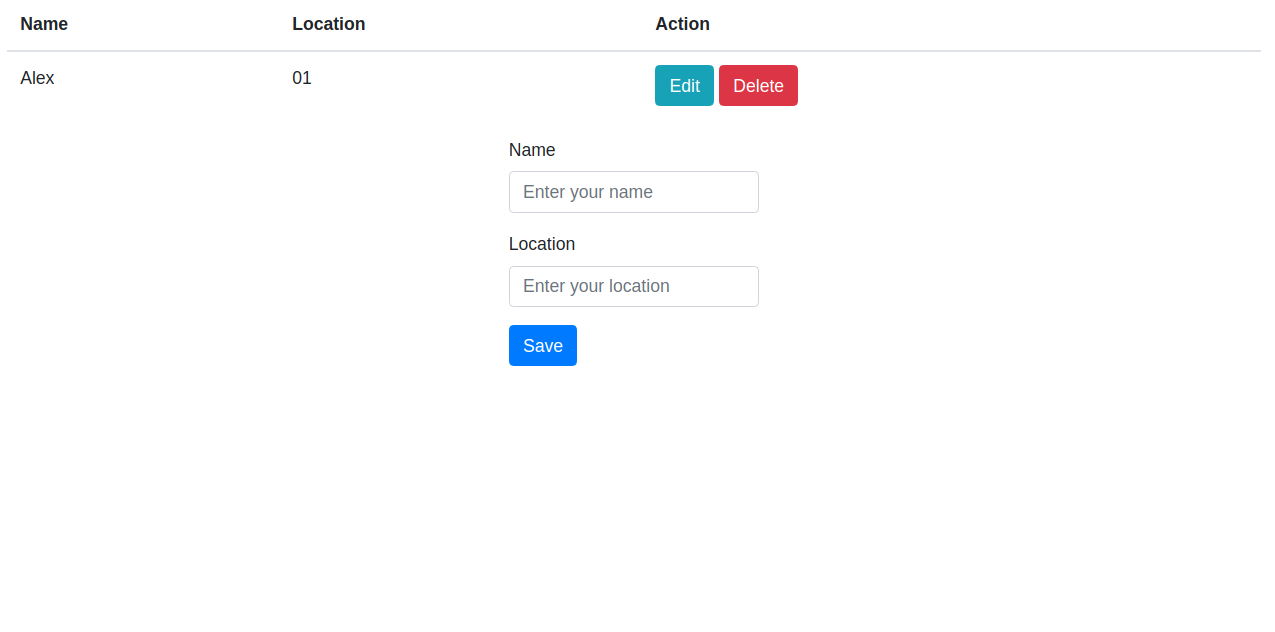 Name Location Action
Alex 01 Edit Delete
Name
Enter your name
Location
Enter your location
Save